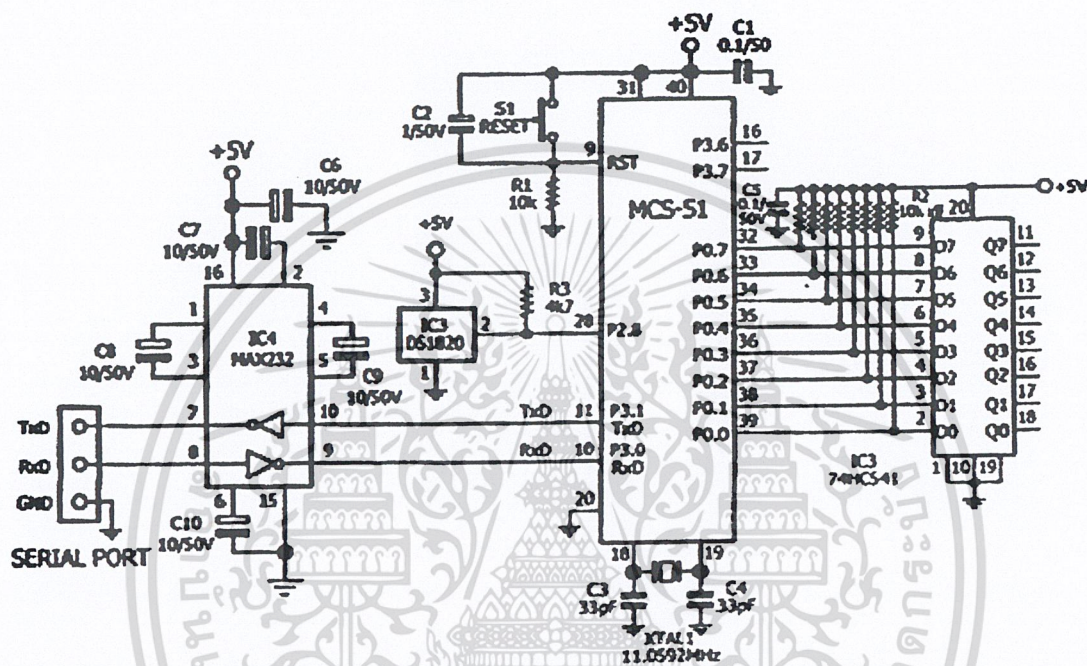 +5V
C1
0.1/50
31
40
C2
1/50V
S1
RESET
9
RST
R1
10k
MCS-51
P3.6
16
P3.7
17
+5V
C6
10/50V
C7
10/50V
16
2
1
3
4
5
C8
10/50V
IC4
MAX232
C9
10/50V
+5V
3
IC3
DS1820
2
1
R3
4k7
28
P2.8
C5
0.1/
50V
R2
+5V
20
32
P0.7
33
P0.6
34
P0.5
35
P0.4
36
P0.3
37
P0.2
38
P0.1
39
P0.0
9
D7
Q7
11
8
D6
Q6
12
7
D5
Q5
13
6
D4
Q4
14
5
D3
Q3
15
4
D2
Q2
16
3
D1
Q1
17
2
D0
Q0
18
1
10
19
IC3
74HC541
TxD
7
10
TxD
11
P3.1
TxD
RxD
8
9
RxD
10
P3.0
RxD
GND
6
15
20
C10
10/50V
SERIAL PORT
18
19
C3
33pF
C4
33pF
XTAL1
11.0592MHz